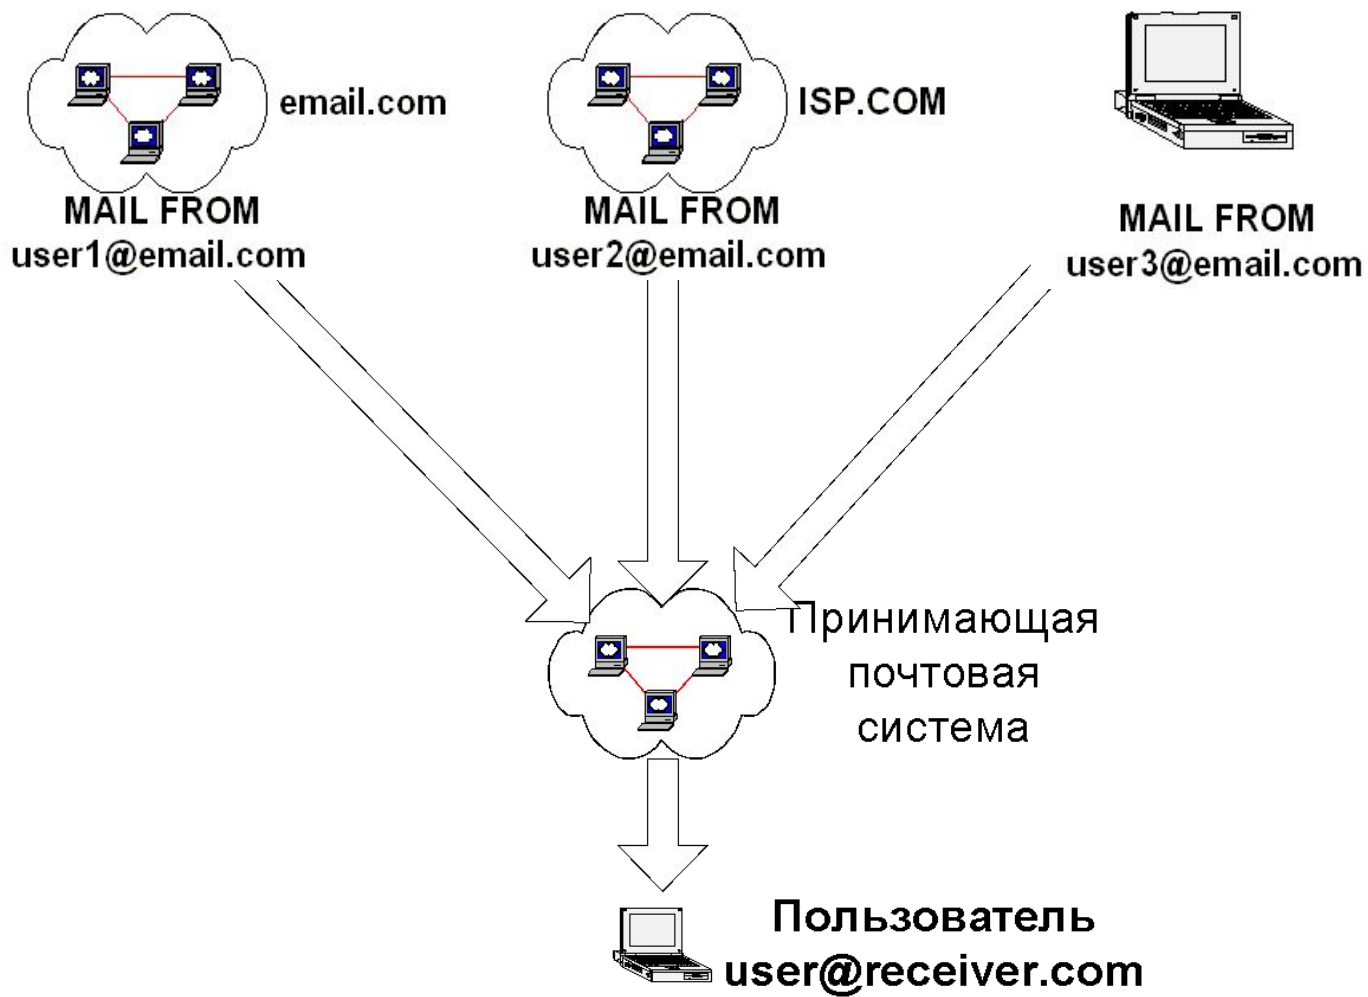 email.com
MAIL FROM
user1@email.com
ISP.COM
MAIL FROM
user2@email.com
MAIL FROM
user3@email.com
Принимающая
почтовая
система
Пользователь
user@receiver.com